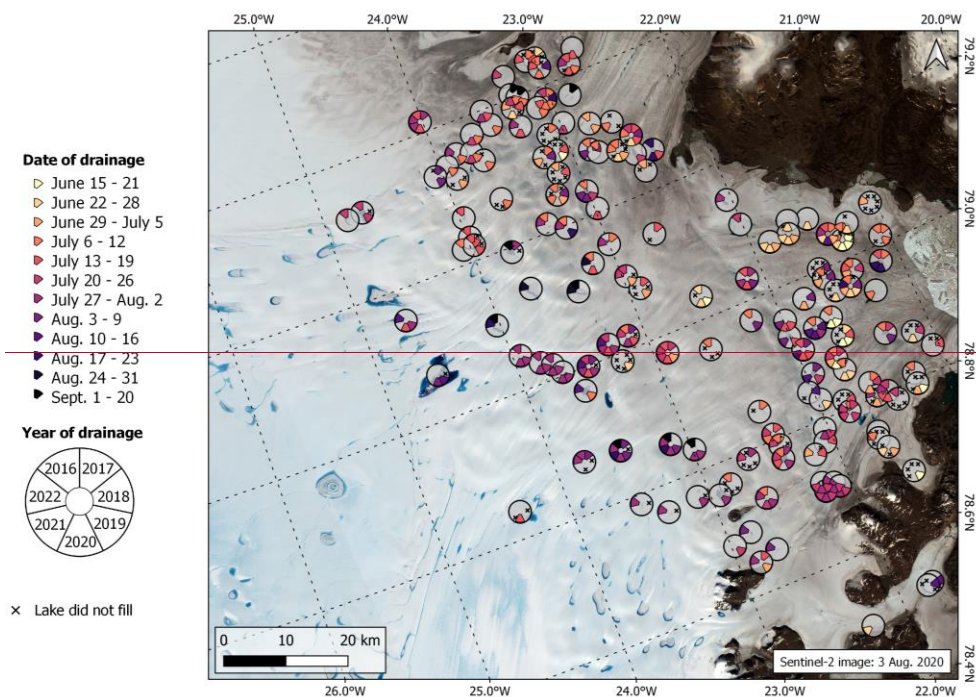 25.0°W 24.0°W 23.0°W 22.0°W 21.0°W 20.0°W
79.2°N
79.0°N
78.8°N
78.6°N
78.4°N
Date of drainage
June 15 - 21
June 22 - 28
June 29 - July 5
July 6 - 12
July 13 - 19
July 20 - 26
July 27 - Aug. 2
Aug. 3 - 9
Aug. 10 - 16
Aug. 17 - 23
Aug. 24 - 31
Sept. 1 - 20
Year of drainage
2016 2017
2022 2018
2021 2019
2020
× Lake did not fill
0 10 20 km
Sentinel-2 image: 3 Aug. 2020
26.0°W 25.0°W 24.0°W 23.0°W 22.0°W